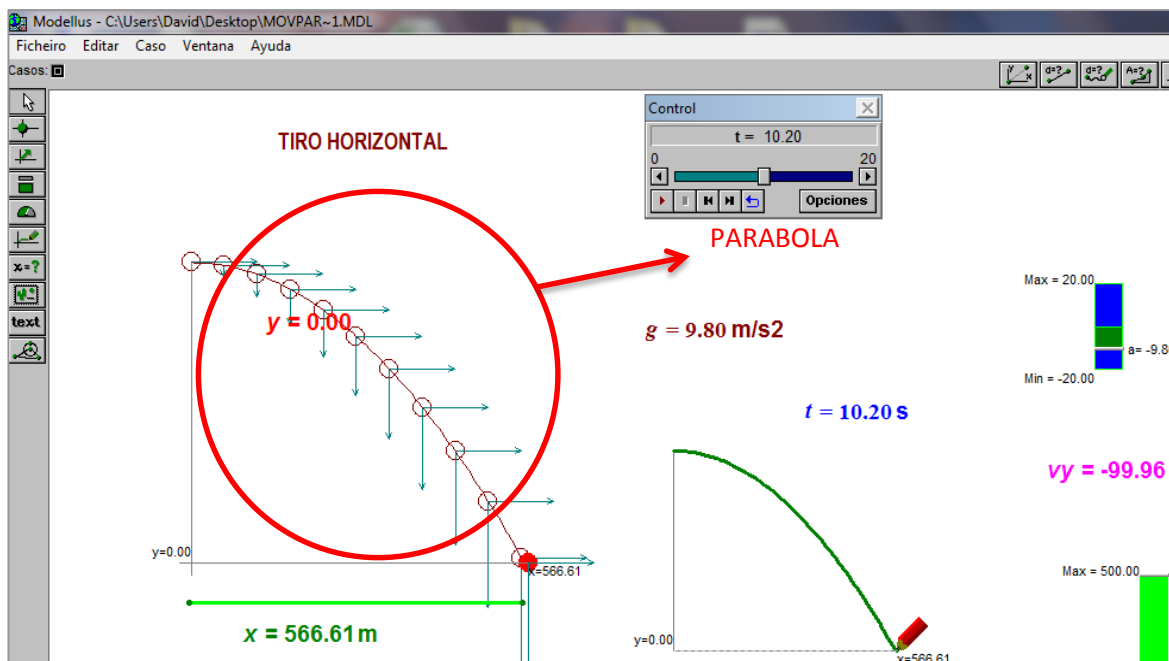 Modellus - C:\Users\David\Desktop\MOVPAR~1.MDL
Ficheiro Editar Caso Ventana Ayuda
Casos:
y x
d=?
d=?
A=?
x=?
text
TIRO HORIZONTAL
Control
t = 10.20
0 20
Opciones
PARABOLA
y = 0.00
g = 9.80 m/s2
t = 10.20 s
Max = 20.00
a= -9.8
Min = -20.00
vy = -99.96
Max = 500.00
y=0.00
x=566.61
x = 566.61 m
y=0.00
x=566.61